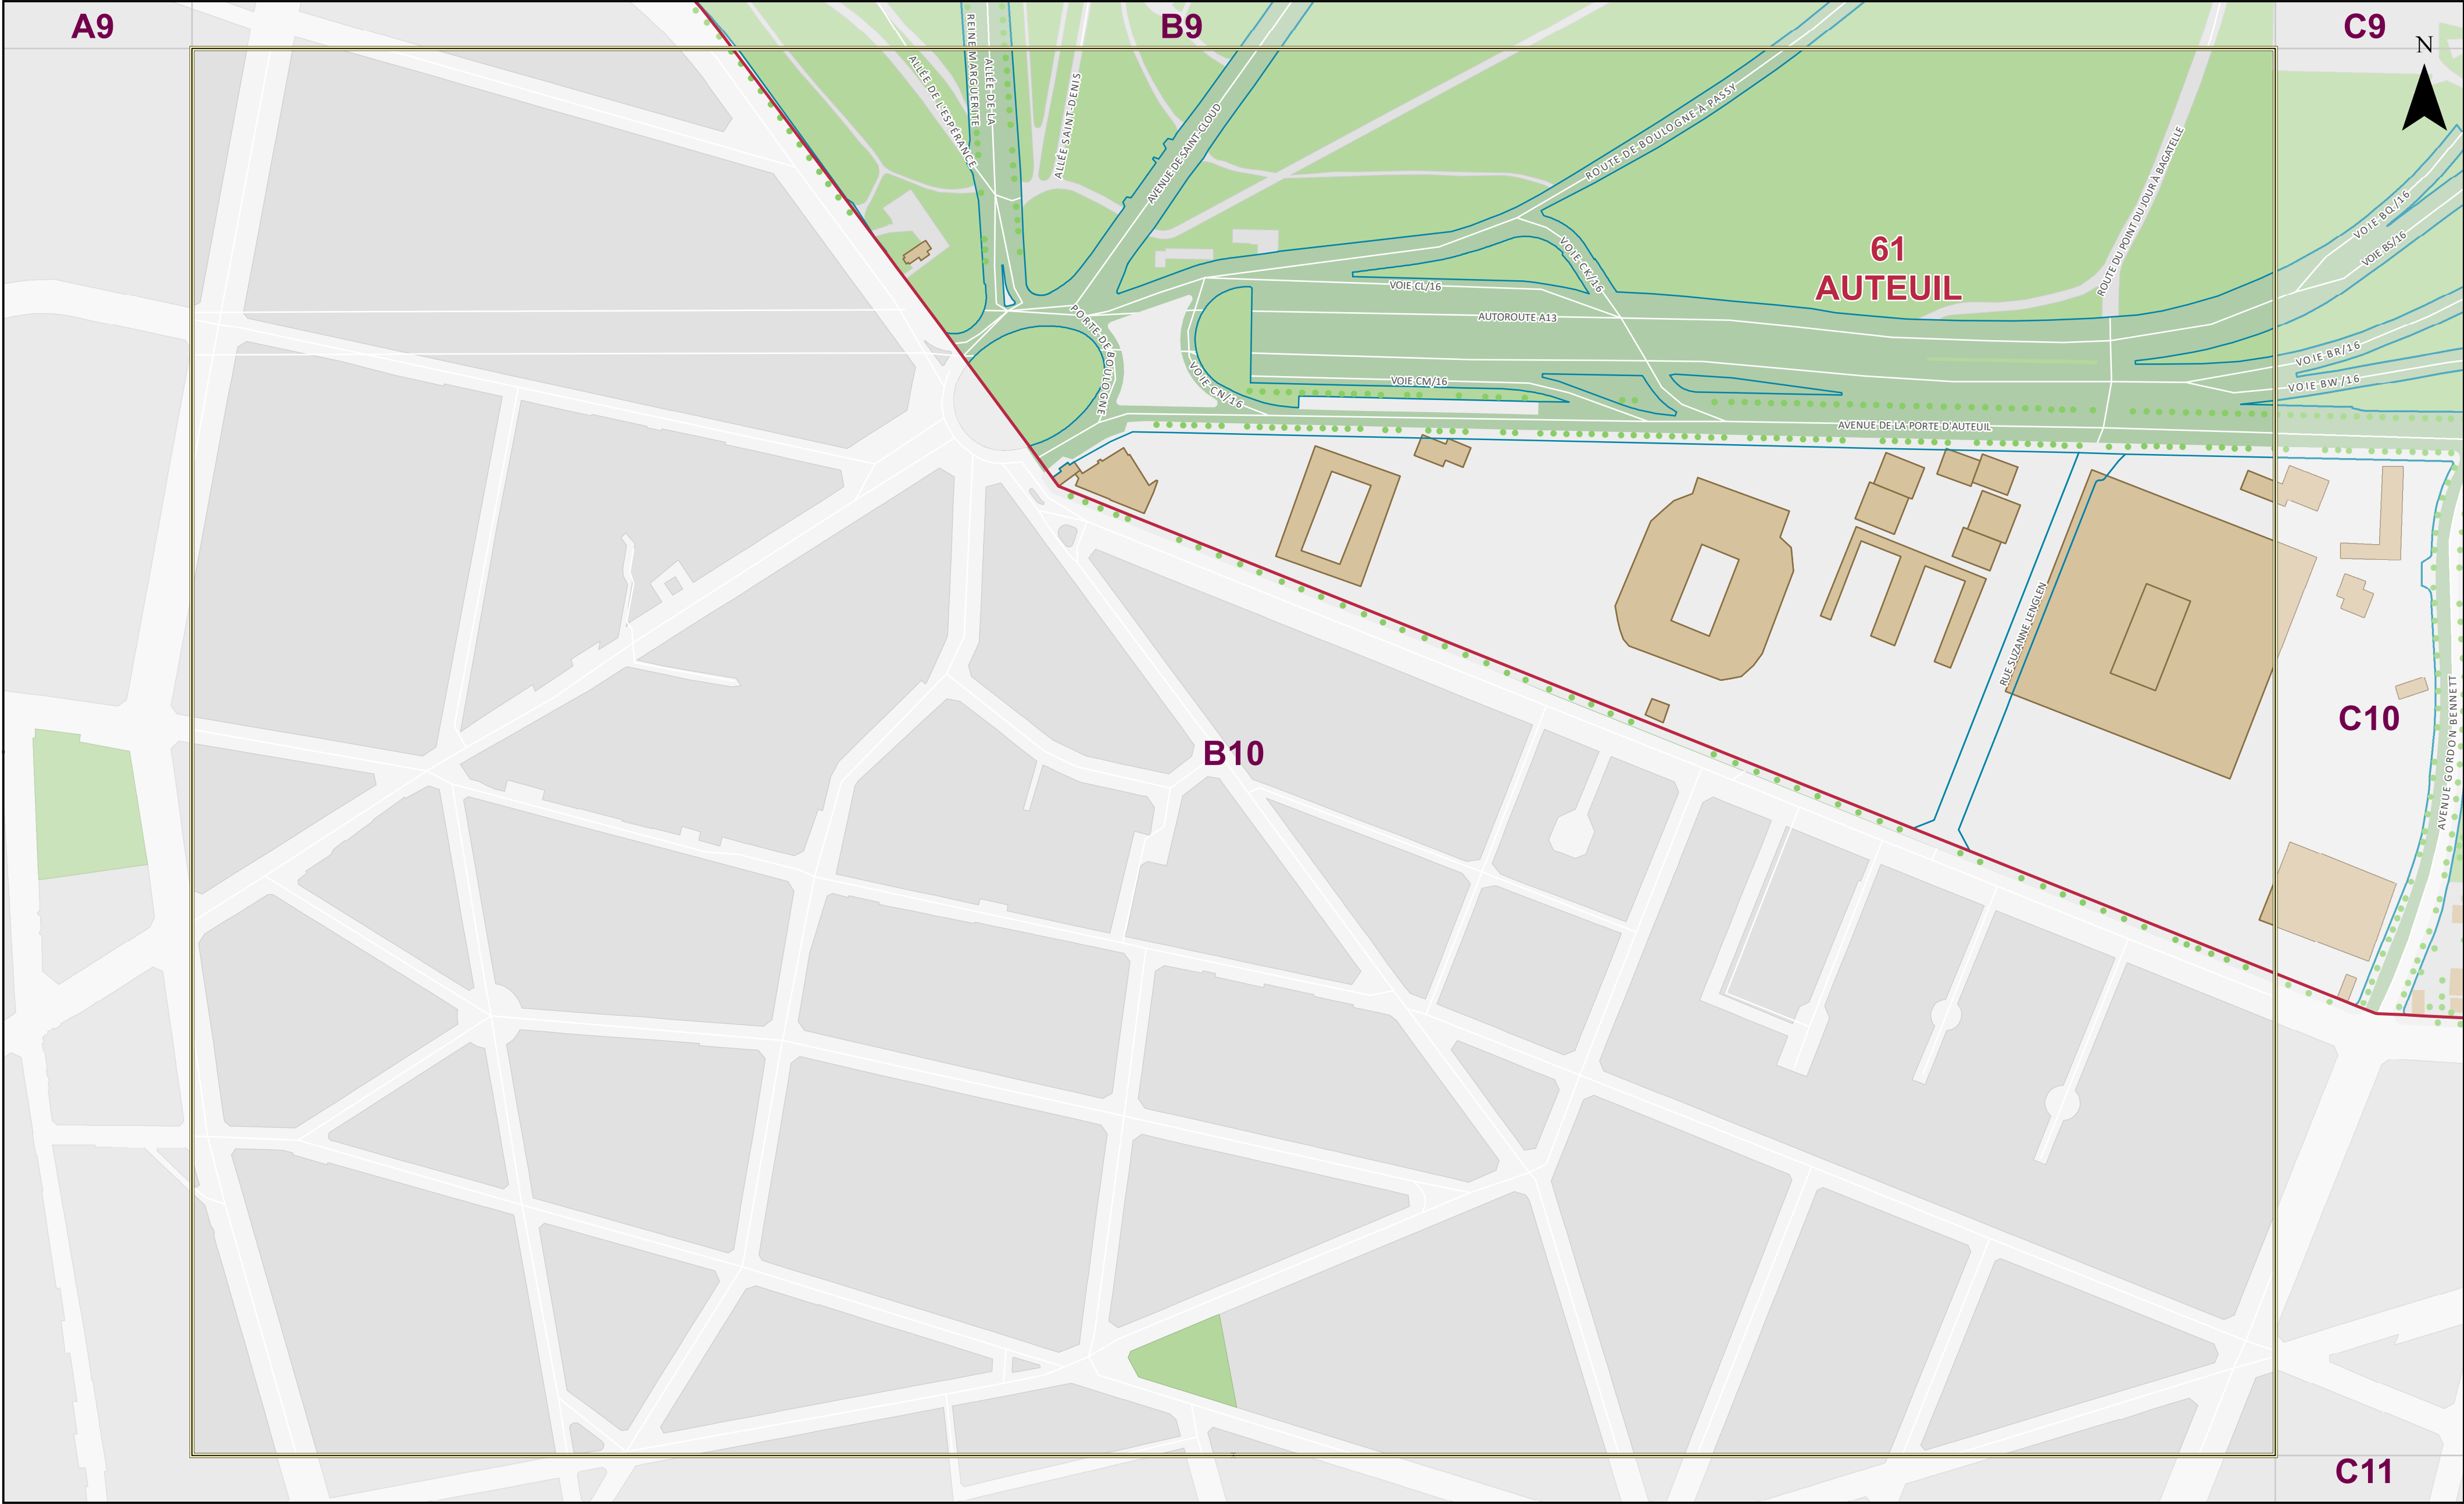 A9
B9
C9
N
REINE MARGUERITE
ALLÉE DE LA
ALLÉE DE L'ESPÉRANCE
ALLÉE SAINT-DENIS
AVENUE DE SAINT-CLOUD
ROUTE DE BOULOGNE À PASSY
ROUTE DU POINT DU JOUR À BAGATELLE
VOIE BQ/16
VOIE BS/16
61
AUTEUIL
VOIE CK/16
VOIE CL/16
AUTOROUTE A13
PORTE DE BOULOGNE
VOIE CN/16
VOIE CM/16
VOIE BR/16
VOIE BW/16
AVENUE DE LA PORTE D'AUTEUIL
RUE SUZANNE LENGLEN
AVENUE GORDON BENNETT
C10
B10
C11